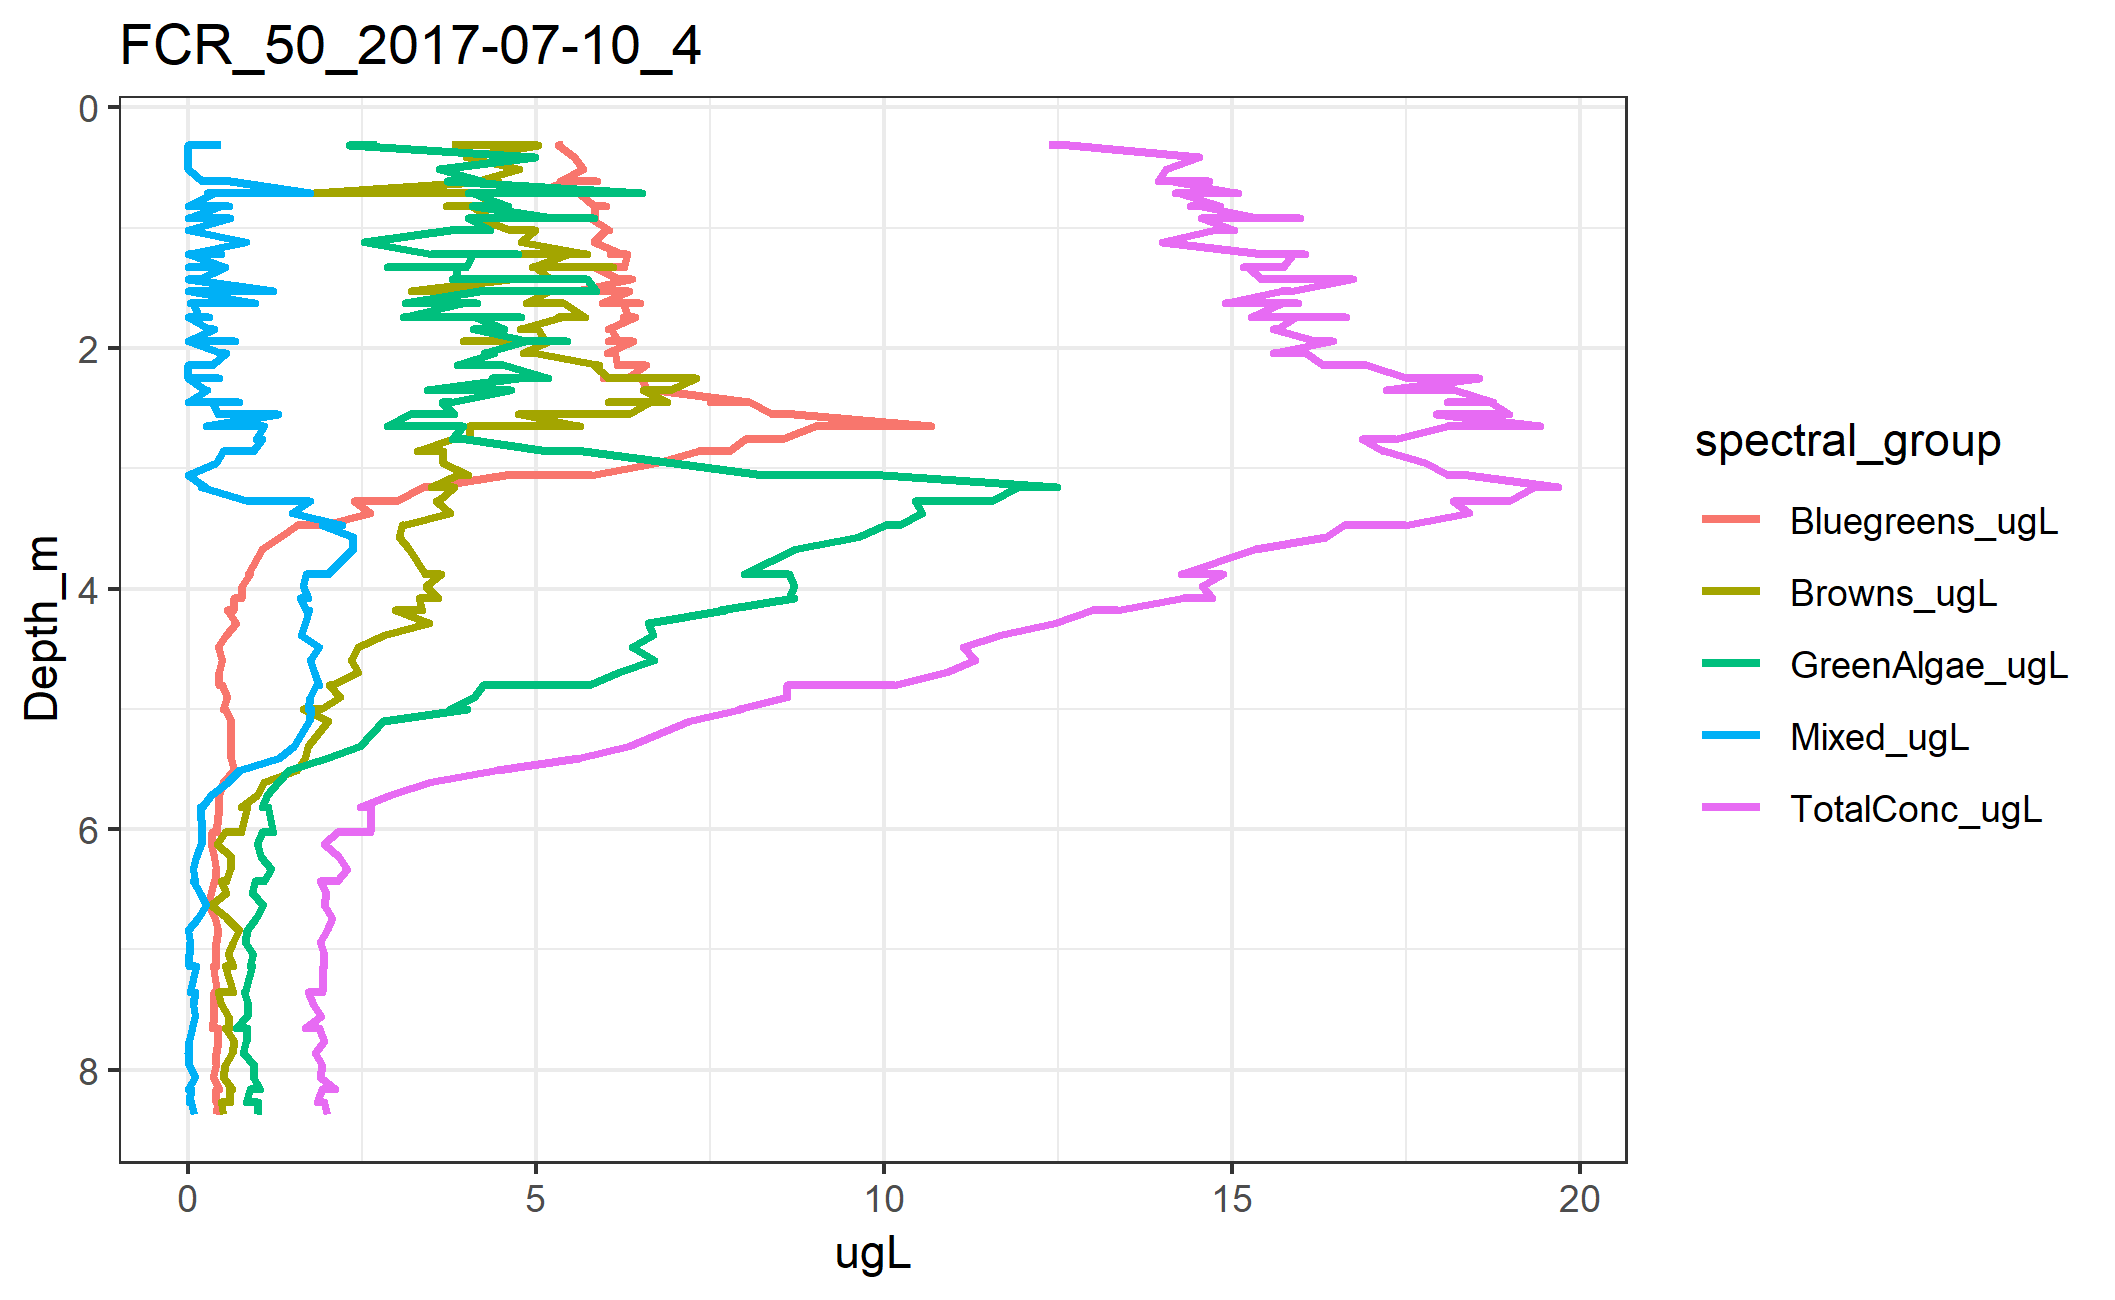 FCR_50_2017-07-10_4
0
2
4
6
8
Depth_m
0 5 10 15 20
ugL
spectral_group
Bluegreens_ugL
Browns_ugL
GreenAlgae_ugL
Mixed_ugL
TotalConc_ugL